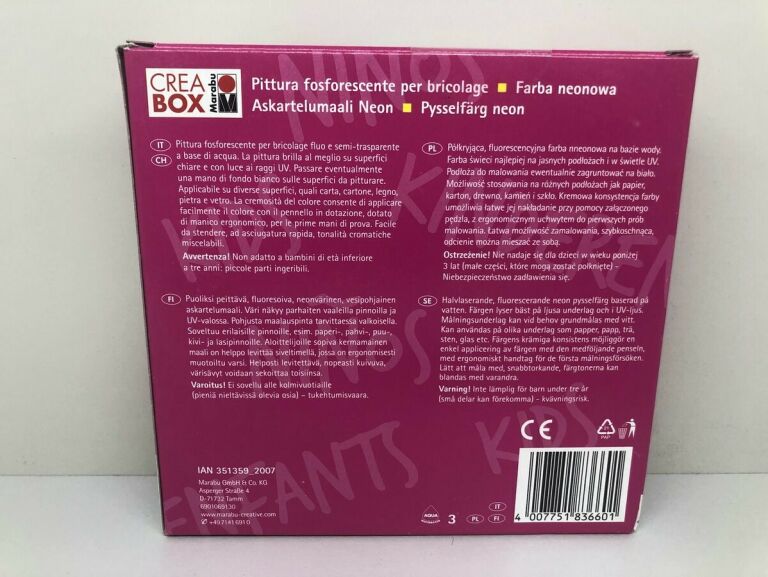 CREA
BOX
Marabu
Pittura fosforescente per bricolage ▪ Farba neonowa
Askartelumaali Neon ▪ Pysselfärg neon
IT
CH
Pittura fosforescente per bricolage fluo e semi-trasparente
a base di acqua. La pittura brilla al meglio su superfici
chiare e con luce ai raggi UV. Passare eventualmente
una mano di fondo bianco sulle superfici da pitturare.
Applicabile su diverse superfici, quali carta, cartone, legno,
pietra e vetro. La cremosità del colore consente di applicare
facilmente il colore con il pennello in dotazione, dotato
di manico ergonomico, per le prime mani di prova. Facile
da stendere, ad asciugatura rapida, tonalità cromatiche
miscelabili.
Avvertenza! Non adatto a bambini di età inferiore
a tre anni: piccole parti ingeribili.
PL
Półkryjąca, fluorescencyjna farba nneonowa na bazie wody.
Farba świeci najlepiej na jasnych podłożach i w świetle UV.
Podłoża do malowania ewentualnie zagruntować na biało.
Możliwość stosowania na różnych podłożach jak papier,
karton, drewno, kamień i szkło. Kremowa konsystencja farby
umożliwia łatwe jej nakładanie przy pomocy załączonego
pędzla, z ergonomicznym uchwytem do pierwszych prób
malowania. Łatwa możliwość zamalowania, szybkoschnąca,
odcienie można mieszać ze sobą.
Ostrzeżenie! Nie nadaje się dla dzieci w wieku poniżej
3 lat (małe części, które mogą zostać połknięte) -
Niebezpieczeństwo zadławienia się.
FI
Puoliksi peittävä, fluoresoiva, neonvärinen, vesipohjainen
askartelumaali. Väri näkyy parhaiten vaaleilla pinnoilla ja
UV-valossa. Pohjusta maalauspinta tarvittaessa valkoisella.
Soveltuu erilaisille pinnoille, esim. paperi-, pahvi-, puu-,
kivi- ja lasipinnoille. Aloittelijoille sopiva kermamainen
maali on helppo levittää siveltimellä, jossa on ergonomisesti
muotoiltu varsi. Helposti levitettävä, nopeasti kuivuva,
värisävyt voidaan sekoittaa toisiinsa.
Varoitus! Ei sovellu alle kolmivuotiaille
(pieniä nieltävissä olevia osia) – tukehtumisvaara.
SE
Halvlaserande, fluorescerande neon pysselfärg baserad på
vatten. Färgen lyser bäst på ljusa underlag och i UV-ljus.
Målningsunderlag kan vid behov grundmålas med vitt.
Kan användas på olika underlag som papper, papp, trä,
sten, glas etc. Färgens krämiga konsistens möjliggör en
enkel applicering av färgen med den medföljande penseln,
med ergonomiskt handtag för de första målningsförsöken.
Lätt att måla med, snabbtorkande, färgtonerna kan
blandas med varandra.
Varning! Inte lämplig för barn under tre år
(små delar kan förekomma) – kvävningsrisk.
NINOS
KIDS
KINDEREN
NINOS
ENFANTS
KIDS
CE
PAP
IAN 351359_2007
Marabu GmbH & Co. KG
Asperger Straße 4
D-71732 Tamm
6901069130
www.marabu-creative.com
+49 7141 691 0
AQUA
3
PL
FI
IT
4 007751 836601